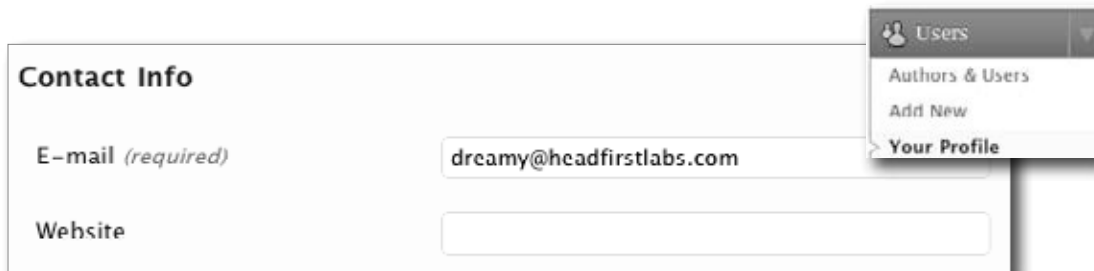 Users
Authors & Users
Add New
Your Profile
Contact Info
E-mail (required)
dreamy@headfirstlabs.com
Website